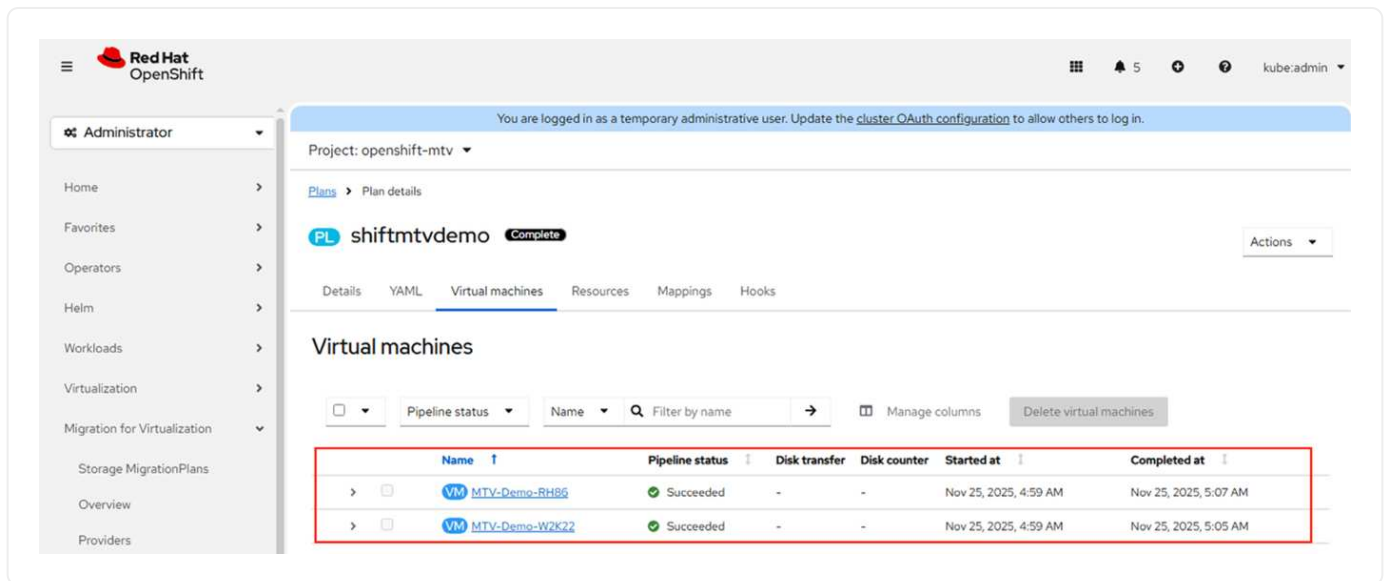 Red Hat
OpenShift
5
kube:admin
Administrator
You are logged in as a temporary administrative user. Update the cluster OAuth configuration to allow others to log in.
Project: openshift-mtv
Home
Favorites
Operators
Helm
Workloads
Virtualization
Migration for Virtualization
Storage MigrationPlans
Overview
Providers
Plans > Plan details
PL shiftmtvdemo Complete
Actions
Details YAML Virtual machines Resources Mappings Hooks
Virtual machines
Pipeline status Name Filter by name Manage columns Delete virtual machines
Name Pipeline status Disk transfer Disk counter Started at Completed at
VM MTV-Demo-RH86 Succeeded - - Nov 25, 2025, 4:59 AM Nov 25, 2025, 5:07 AM
VM MTV-Demo-W2K22 Succeeded - - Nov 25, 2025, 4:59 AM Nov 25, 2025, 5:05 AM